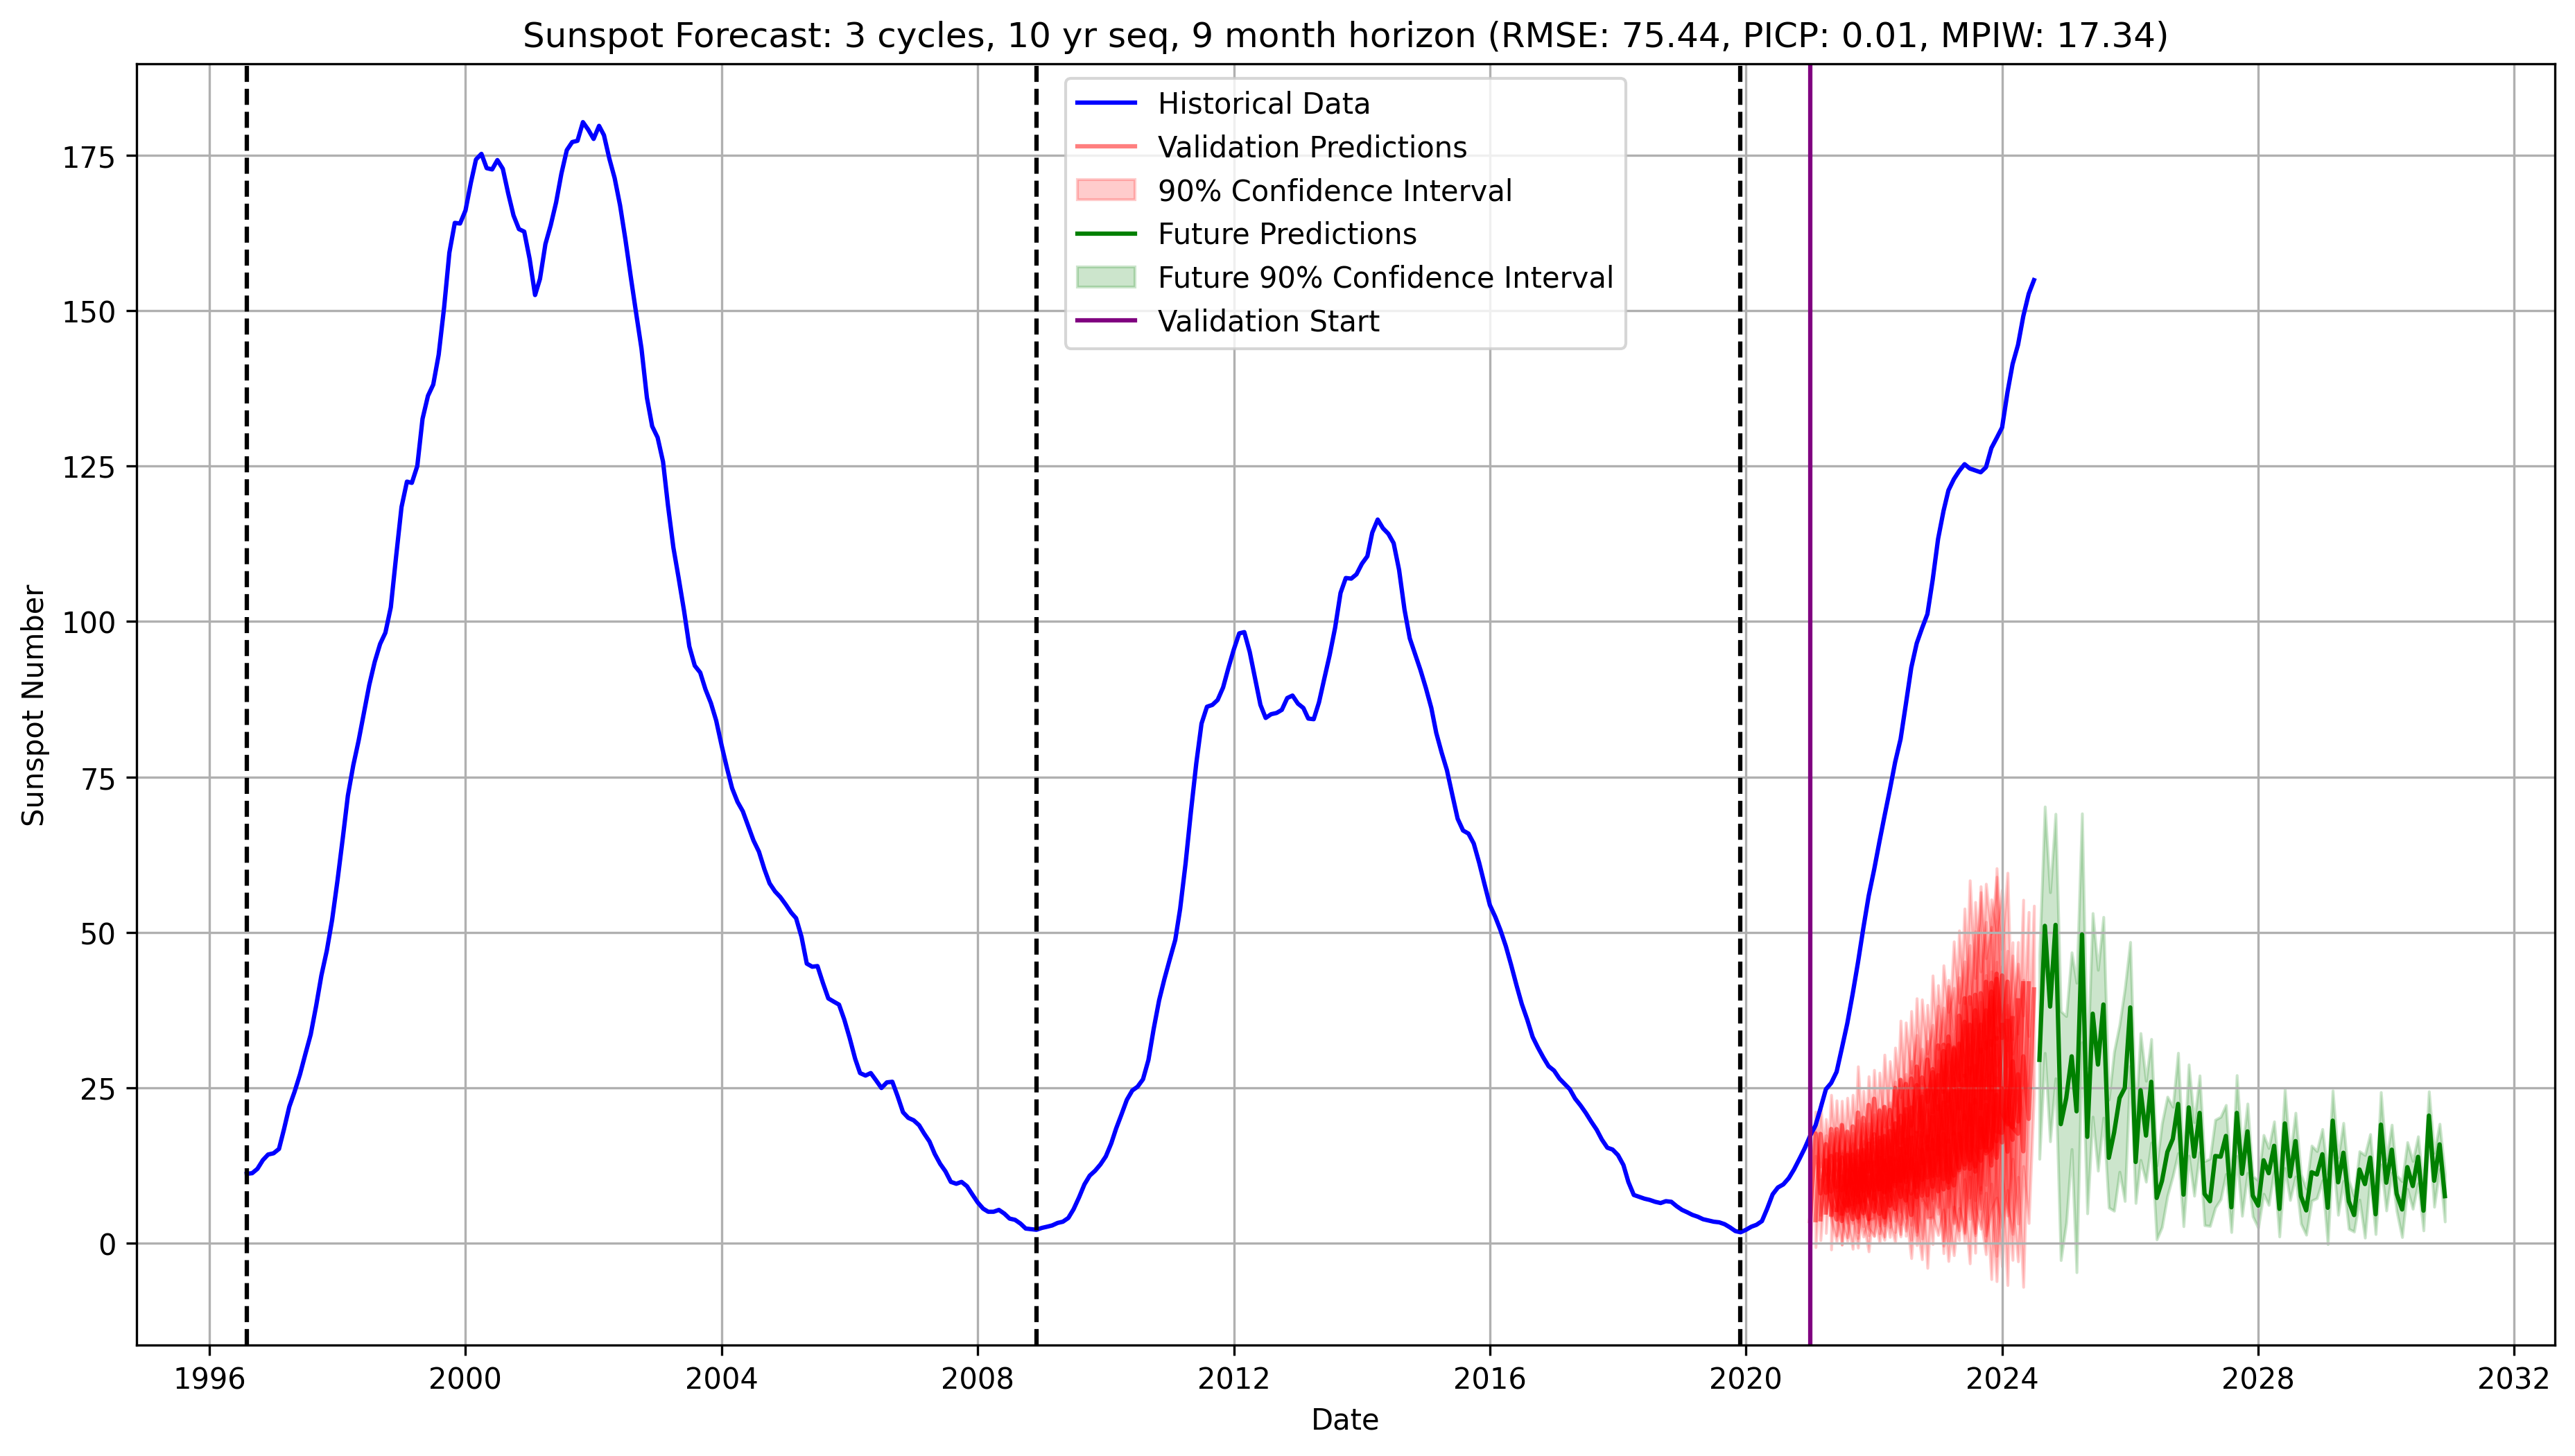 Sunspot Forecast: 3 cycles, 10 yr seq, 9 month horizon (RMSE: 75.44, PICP: 0.01, MPIW: 17.34)
Historical Data
Validation Predictions
90% Confidence Interval
Future Predictions
Future 90% Confidence Interval
Validation Start
Sunspot Number
175
150
125
100
75
50
25
0
1996 2000 2004 2008 2012 2016 2020 2024 2028 2032
Date